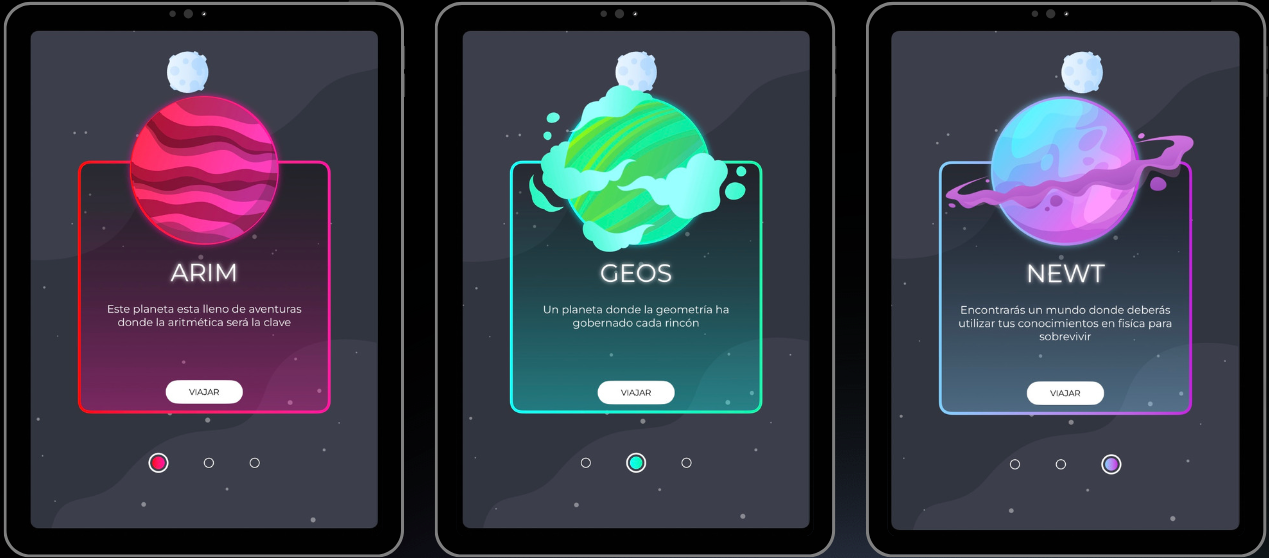 ARIM
Este planeta esta lleno de aventuras
donde la aritmética será la clave
VIAJAR
GEOS
Un planeta donde la geometría ha
gobernado cada rincón
VIAJAR
NEWT
Encontrarás un mundo donde deberás
utilizar tus conocimientos en fisíca para
sobrevivir
VIAJAR